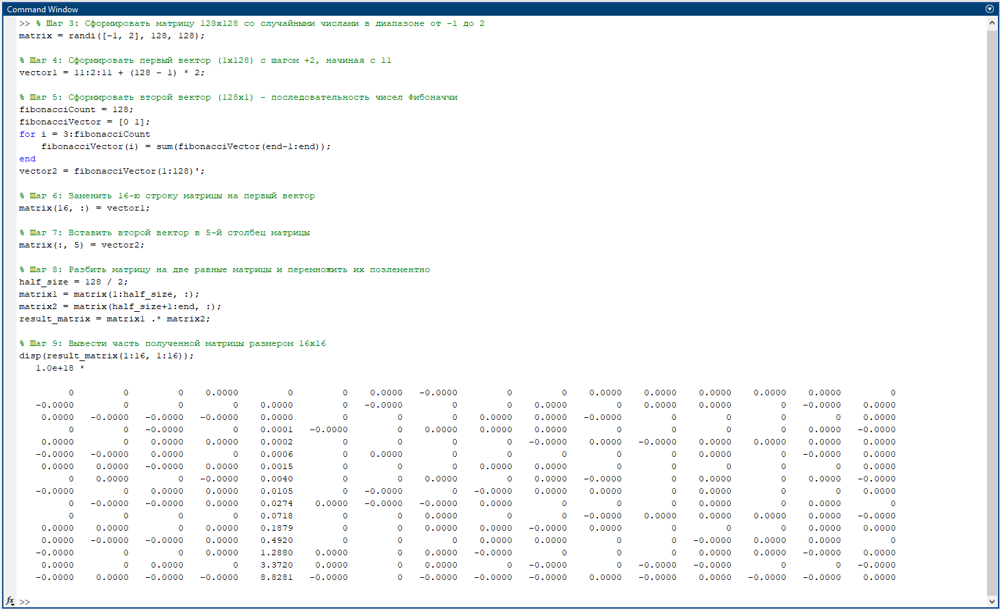 Command Window
>> % Шаг 3: Сформировать матрицу 128x128 со случайными числами в диапазоне от -1 до 2
matrix = randi([-1, 2], 128, 128);
% Шаг 4: Сформировать первый вектор (1x128) с шагом +2, начиная с 11
vector1 = 11:2:11 + (128 - 1) * 2;
% Шаг 5: Сформировать второй вектор (128x1) - последовательность чисел Фибоначчи
fibonacciCount = 128;
fibonacciVector = [0 1];
for i = 3:fibonacciCount
    fibonacciVector(i) = sum(fibonacciVector(end-1:end));
end
vector2 = fibonacciVector(1:128)';
% Шаг 6: Заменить 16-ю строку матрицы на первый вектор
matrix(16, :) = vector1;
% Шаг 7: Вставить второй вектор в 5-й столбец матрицы
matrix(:, 5) = vector2;
% Шаг 8: Разбить матрицу на две равные матрицы и перемножить их поэлементно
half_size = 128 / 2;
matrix1 = matrix(1:half_size, :);
matrix2 = matrix(half_size+1:end, :);
result_matrix = matrix1 .* matrix2;
% Шаг 9: Вывести часть полученной матрицы размером 16x16
disp(result_matrix(1:16, 1:16));
1.0e+18 *
0 0 0 0.0000 0 0 0.0000 -0.0000 0 0 0.0000 0.0000 0.0000 0.0000 0.0000 0
-0.0000 0 0 0 0.0000 0 -0.0000 0 0 0.0000 0 0.0000 0.0000 0 -0.0000 0.0000
0.0000 -0.0000 -0.0000 -0.0000 0.0000 0 0 0 0.0000 0.0000 -0.0000 0 0 0 0 0.0000
0 0 -0.0000 0 0.0001 -0.0000 0 0.0000 0.0000 0.0000 0 0 0 0 0.0000 -0.0000
0.0000 0 0.0000 0.0000 0.0002 0 0 0 0 -0.0000 0.0000 -0.0000 0.0000 0.0000 0.0000 0.0000
-0.0000 -0.0000 0.0000 0 0.0006 0 0.0000 0 0 0 0 0 0.0000 0 -0.0000 0.0000
0.0000 0.0000 -0.0000 0.0000 0.0015 0 0 0 0.0000 0.0000 0 0 0 0 0 0.0000
0 0.0000 0 -0.0000 0.0040 0 0 0.0000 0 0.0000 -0.0000 0 0.0000 0 0.0000 -0.0000
-0.0000 0 0.0000 0.0000 0.0105 0 -0.0000 0 -0.0000 0.0000 0.0000 0 0.0000 0 0 0.0000
0 -0.0000 -0.0000 0.0000 0.0274 0.0000 -0.0000 -0.0000 0.0000 0 0 0 0.0000 0 0.0000 0
0 0 0 0 0.0718 0 0 0.0000 0 0 -0.0000 0.0000 0.0000 0.0000 0.0000 -0.0000
0.0000 0.0000 0 0.0000 0.1879 0 0 0.0000 0.0000 -0.0000 0.0000 0 0 0 0.0000 0.0000
0.0000 -0.0000 -0.0000 0.0000 0.4920 0 0 0 0.0000 0.0000 0 0 -0.0000 0.0000 0.0000 0
-0.0000 0 0 0.0000 1.2880 0.0000 0 0.0000 -0.0000 0 0 0 0.0000 0.0000 -0.0000 0.0000
0.0000 0 0.0000 0 3.3720 0.0000 0 0.0000 0 -0.0000 0 -0.0000 -0.0000 0 0 -0.0000
-0.0000 0.0000 -0.0000 -0.0000 8.8281 -0.0000 0 -0.0000 -0.0000 -0.0000 0.0000 -0.0000 0.0000 -0.0000 -0.0000 0.0000
fx >>